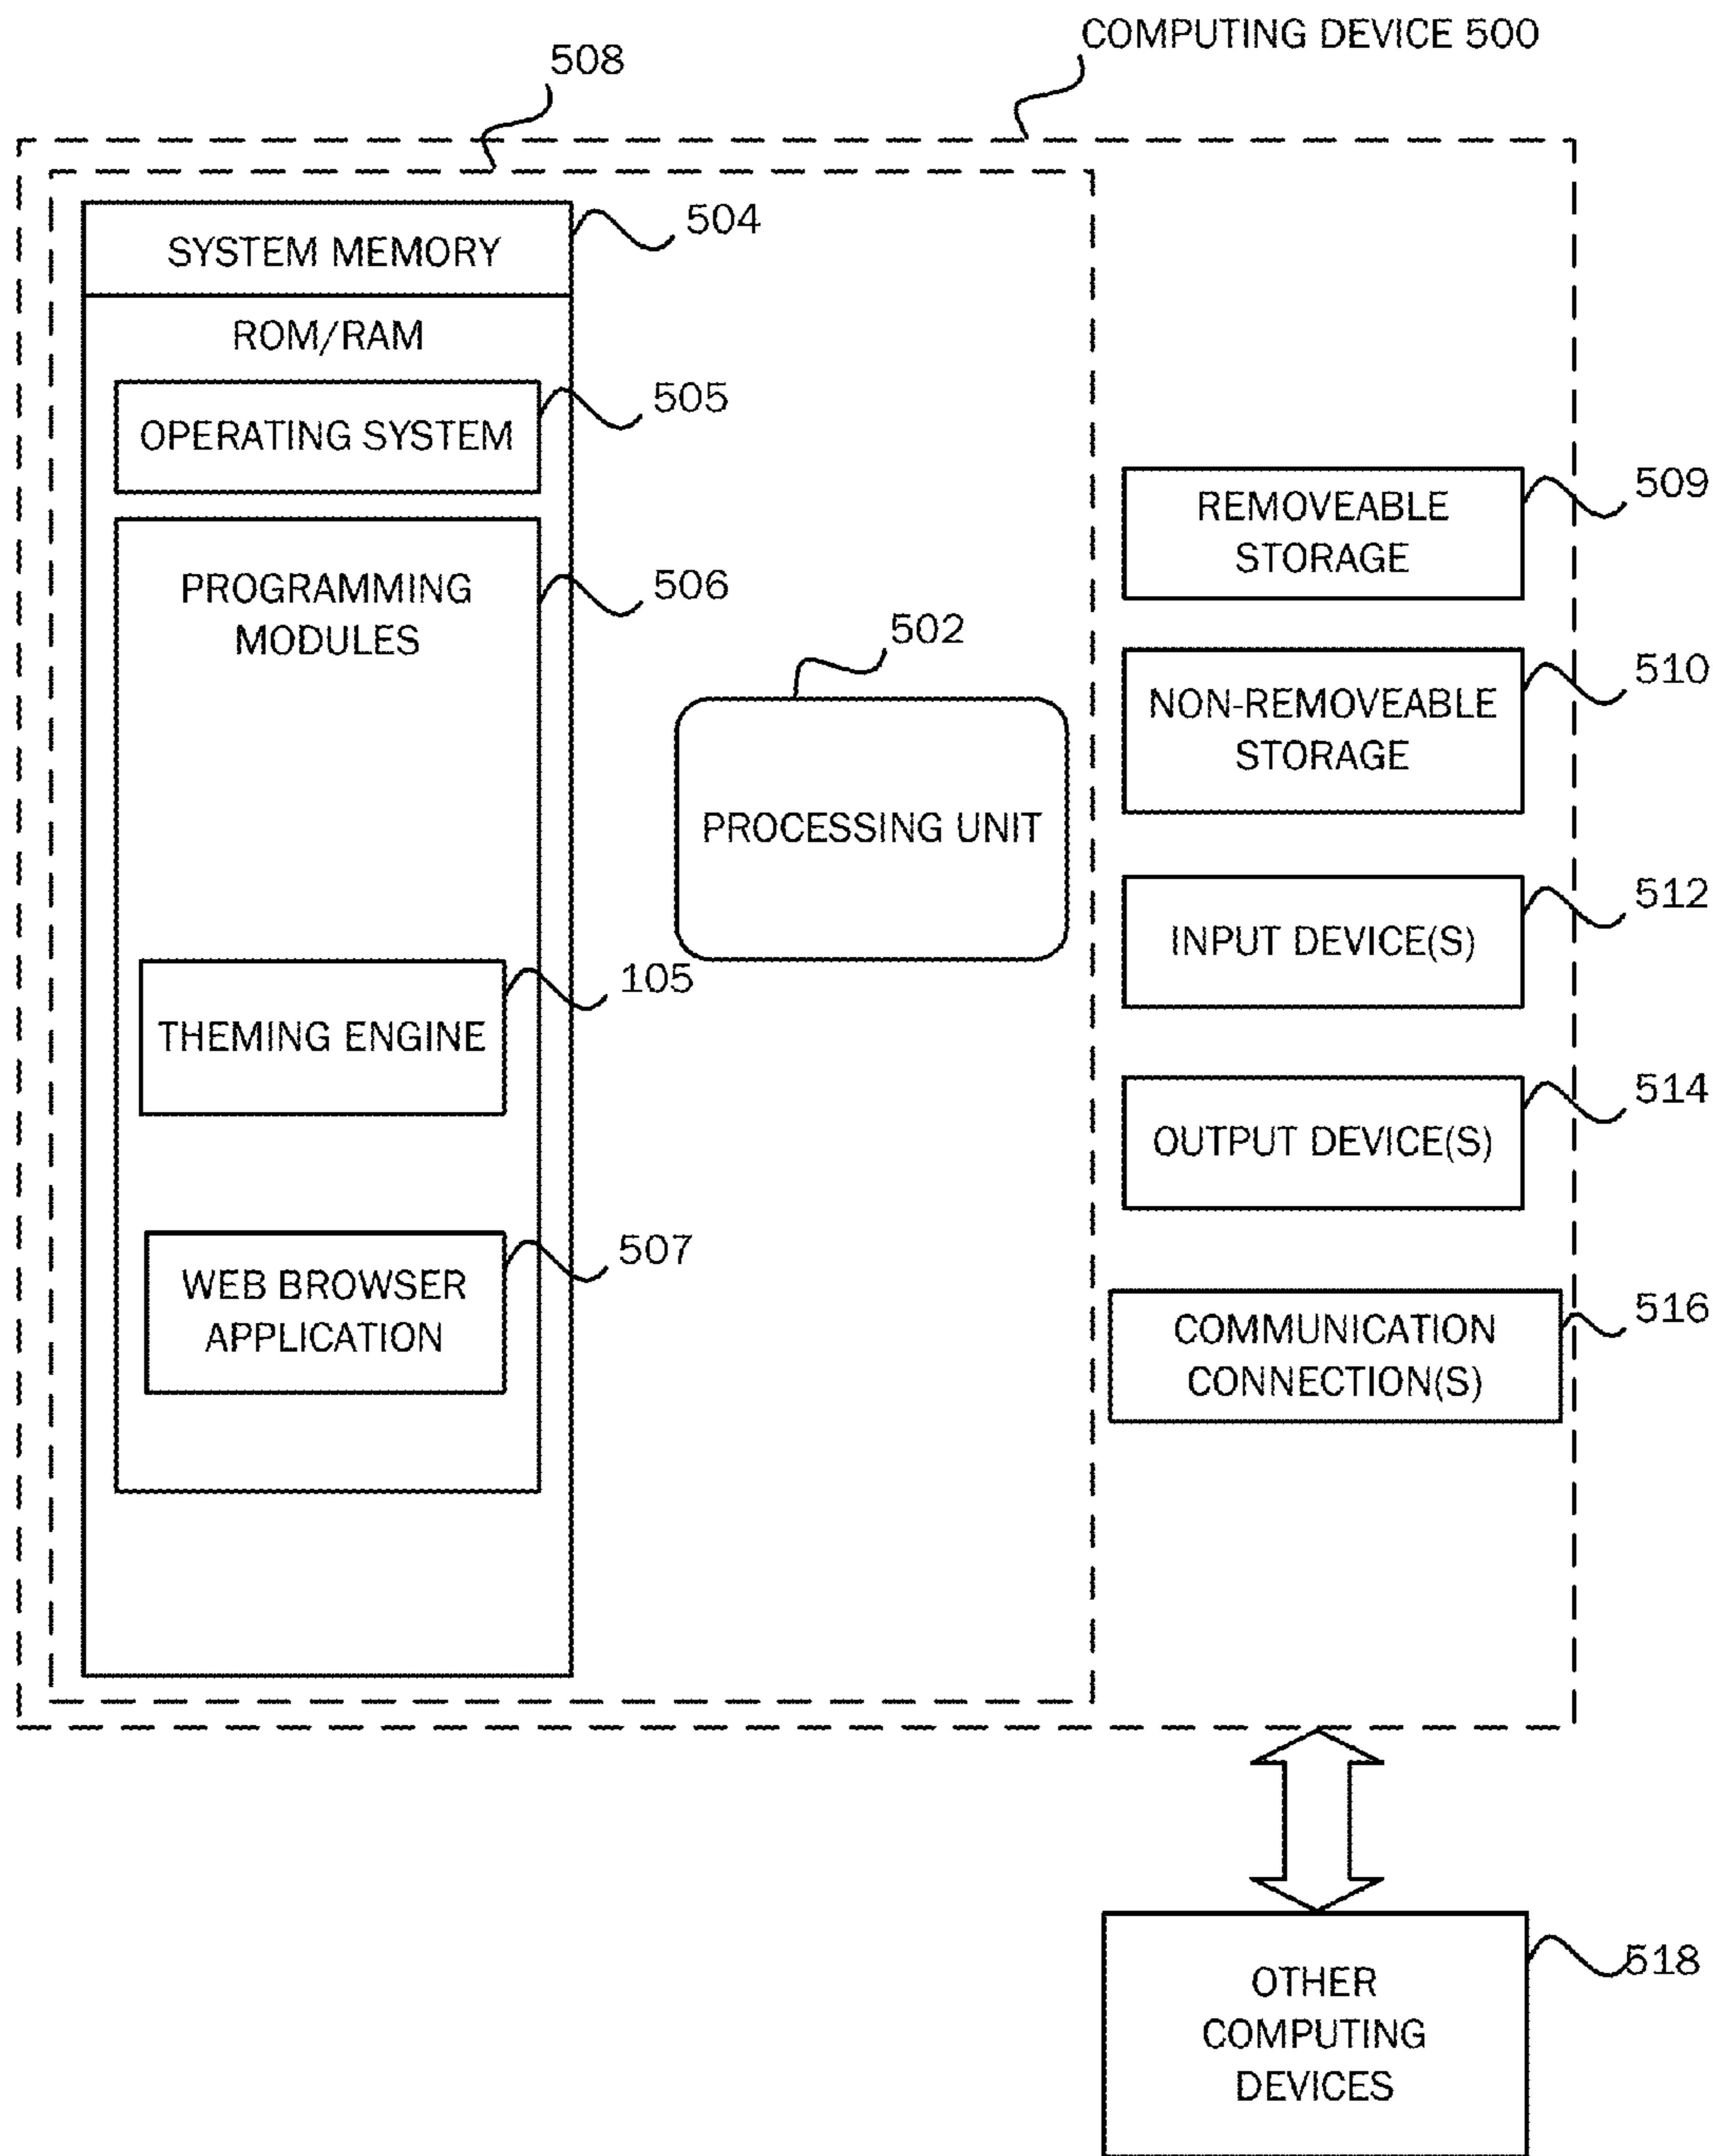 COMPUTING DEVICE 500
508
504
SYSTEM MEMORY
ROM/RAM
505
OPERATING SYSTEM
506
PROGRAMMING
MODULES
502
PROCESSING UNIT
105
THEMING ENGINE
507
WEB BROWSER
APPLICATION
509
REMOVEABLE
STORAGE
510
NON-REMOVEABLE
STORAGE
512
INPUT DEVICE(S)
514
OUTPUT DEVICE(S)
516
COMMUNICATION
CONNECTION(S)
518
OTHER
COMPUTING
DEVICES